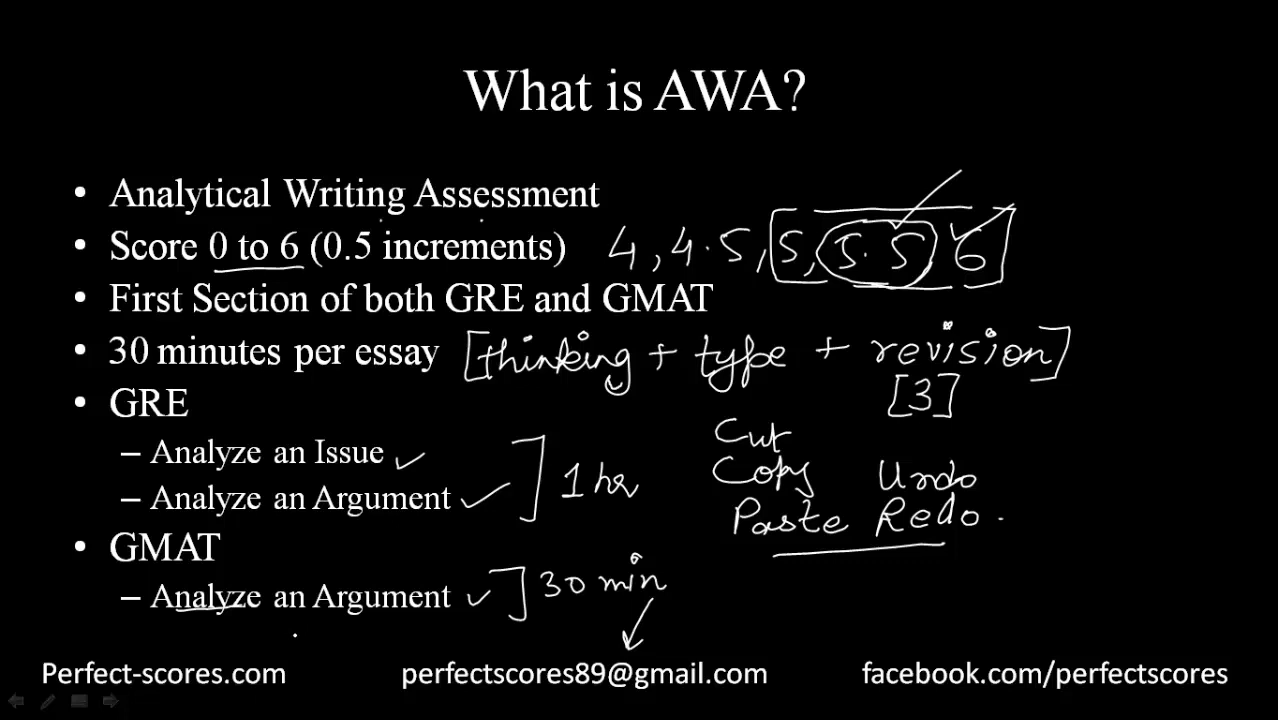 What is AWA?
• Analytical Writing Assessment
• Score 0 to 6 (0.5 increments) 4, 4.5, [5, 5.5 6]
• First Section of both GRE and GMAT
• 30 minutes per essay [thinking + type + revision]
[3]
• GRE
Cut
– Analyze an Issue
Copy Undo
– Analyze an Argument ] 1 hr
Paste Redo.
• GMAT
– Analyze an Argument ] 30 min
Perfect-scores.com perfectscores89@gmail.com facebook.com/perfectscores